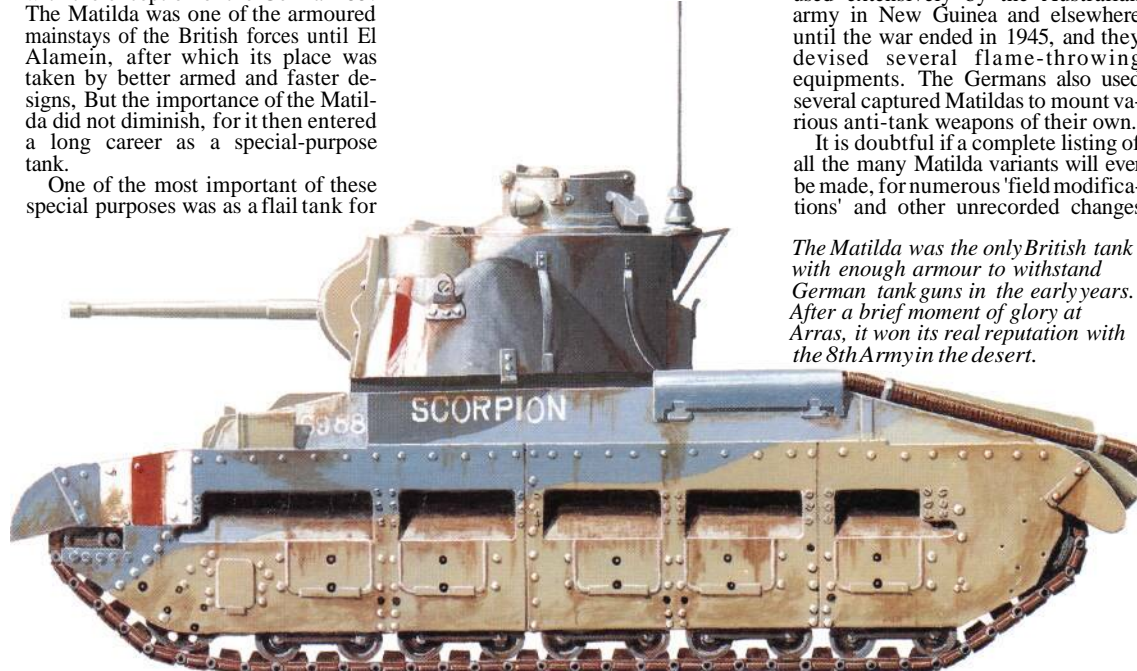 The Matilda was one of the armoured
mainstays of the British forces until El
Alamein, after which its place was
taken by better armed and faster de-
signs, But the importance of the Matil-
da did not diminish, for it then entered
a long career as a special-purpose
tank.
One of the most important of these
special purposes was as a flail tank for
used extensively by the Australian
army in New Guinea and elsewhere
until the war ended in 1945, and they
devised several flame-throwing
equipments. The Germans also used
several captured Matildas to mount va-
rious anti-tank weapons of their own.
It is doubtful if a complete listing of
all the many Matilda variants will ever
be made, for numerous 'field modifica-
tions' and other unrecorded changes
The Matilda was the only British tank
with enough armour to withstand
German tank guns in the early years.
After a brief moment of glory at
Arras, it won its real reputation with
the 8th Army in the desert.
SCORPION